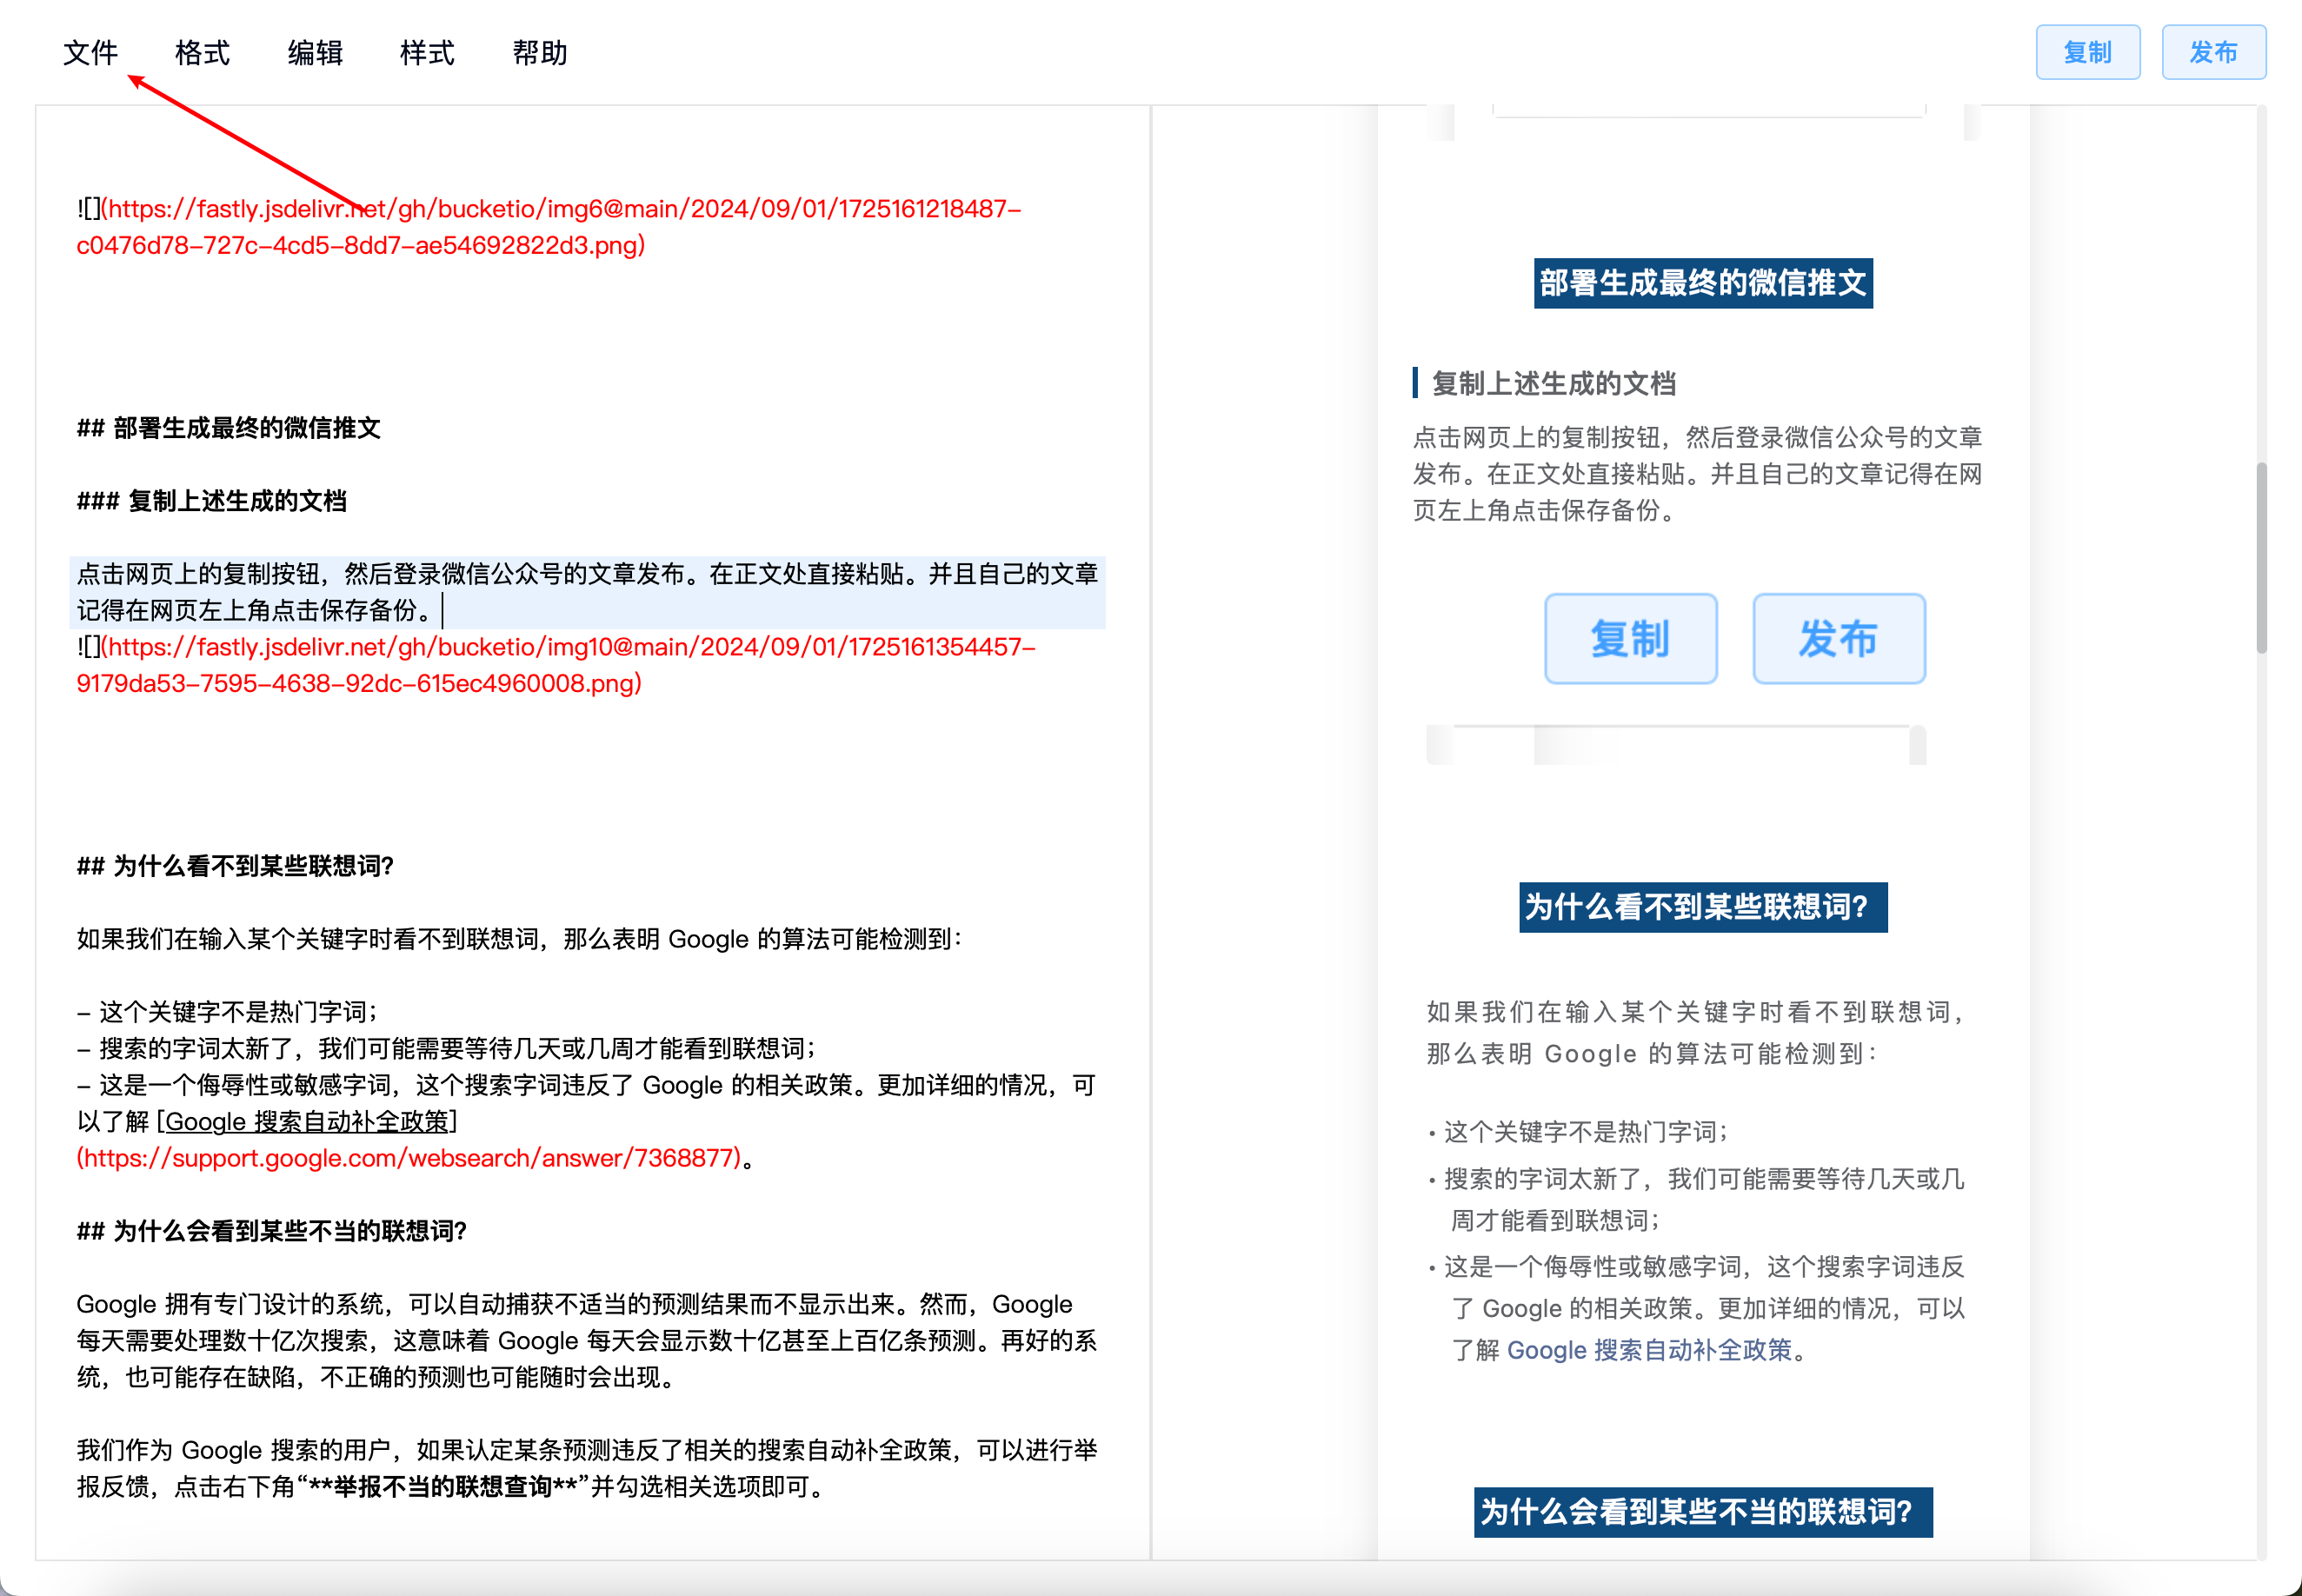 文件 格式 编辑 样式 帮助 复制 发布
![](https://fastly.jsdelivr.net/gh/bucketio/img6@main/2024/09/01/1725161218487-
c0476d78-727c-4cd5-8dd7-ae54692822d3.png)
## 部署生成最终的微信推文
### 复制上述生成的文档
点击网页上的复制按钮，然后登录微信公众号的文章发布。在正文处直接粘贴。并且自己的文章
记得在网页左上角点击保存备份。
![](https://fastly.jsdelivr.net/gh/bucketio/img10@main/2024/09/01/1725161354457-
9179da53-7595-4638-92dc-615ec4960008.png)
## 为什么看不到某些联想词?
如果我们在输入某个关键字时看不到联想词，那么表明 Google 的算法可能检测到：
- 这个关键字不是热门字词；
- 搜索的字词太新了，我们可能需要等待几天或几周才能看到联想词；
- 这是一个侮辱性或敏感字词，这个搜索字词违反了 Google 的相关政策。更加详细的情况，可
以了解 [Google 搜索自动补全政策]
(https://support.google.com/websearch/answer/7368877)。
## 为什么会看到某些不当的联想词?
Google 拥有专门设计的系统，可以自动捕获不适当的预测结果而不显示出来。然而，Google
每天需要处理数十亿次搜索，这意味着 Google 每天会显示数十亿甚至上百亿条预测。再好的系
统，也可能存在缺陷，不正确的预测也可能随时会出现。
我们作为 Google 搜索的用户，如果认定某条预测违反了相关的搜索自动补全政策，可以进行举
报反馈，点击右下角“**举报不当的联想查询**”并勾选相关选项即可。
部署生成最终的微信推文
复制上述生成的文档
点击网页上的复制按钮，然后登录微信公众号的文章
发布。在正文处直接粘贴。并且自己的文章记得在网
页左上角点击保存备份。
复制 发布
为什么看不到某些联想词？
如果我们在输入某个关键字时看不到联想词，
那么表明 Google 的算法可能检测到：
• 这个关键字不是热门字词；
• 搜索的字词太新了，我们可能需要等待几天或几
周才能看到联想词；
• 这是一个侮辱性或敏感字词，这个搜索字词违反
了 Google 的相关政策。更加详细的情况，可以
了解 Google 搜索自动补全政策。
为什么会看到某些不当的联想词？